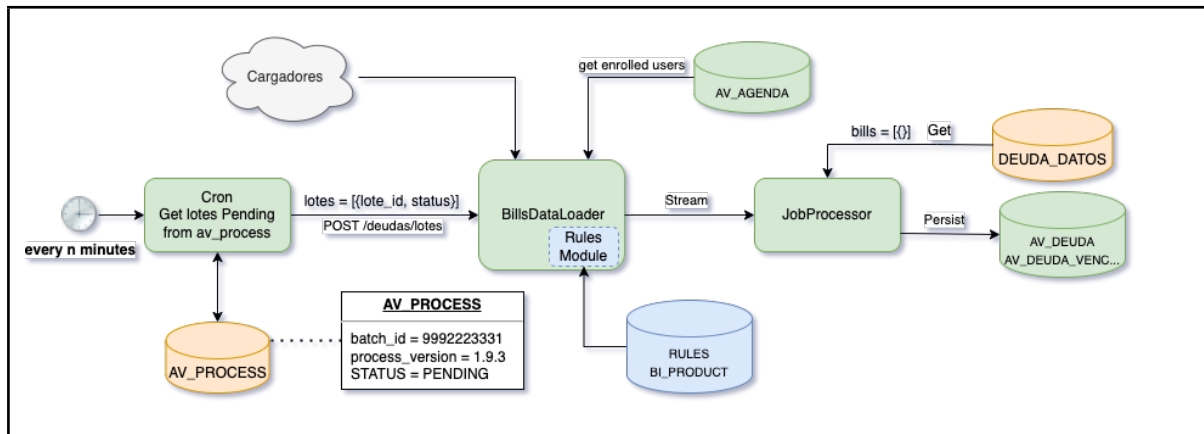 Cargadores
get enrolled users
AV_AGENDA
bills = [{}] Get
DEUDA_DATOS
every n minutes
Cron
Get lotes Pending
from av_process
lotes = [{lote_id, status}]
POST /deudas/lotes
BillsDataLoader
Rules
Module
Stream
JobProcessor
Persist
AV_DEUDA
AV_DEUDA_VENC...
AV_PROCESS
AV_PROCESS
batch_id = 9992223331
process_version = 1.9.3
STATUS = PENDING
RULES
BI_PRODUCT